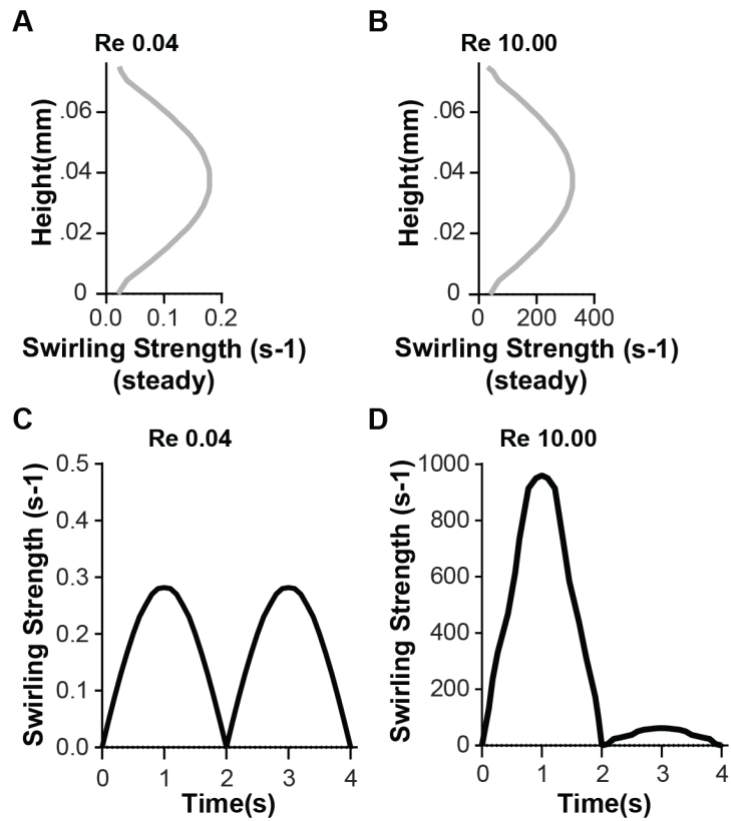 A
Re 0.04
Height(mm)
.06
.04
.02
0
0.0 0.1 0.2
Swirling Strength (s-1)
(steady)
B
Re 10.00
Height(mm)
.06
.04
.02
0
0 200 400
Swirling Strength (s-1)
(steady)
C
Re 0.04
Swirling Strength (s-1)
0.5
0.4
0.3
0.2
0.1
0.0
0 1 2 3 4
Time(s)
D
Re 10.00
Swirling Strength (s-1)
1000
800
600
400
200
0
0 1 2 3 4
Time(s)